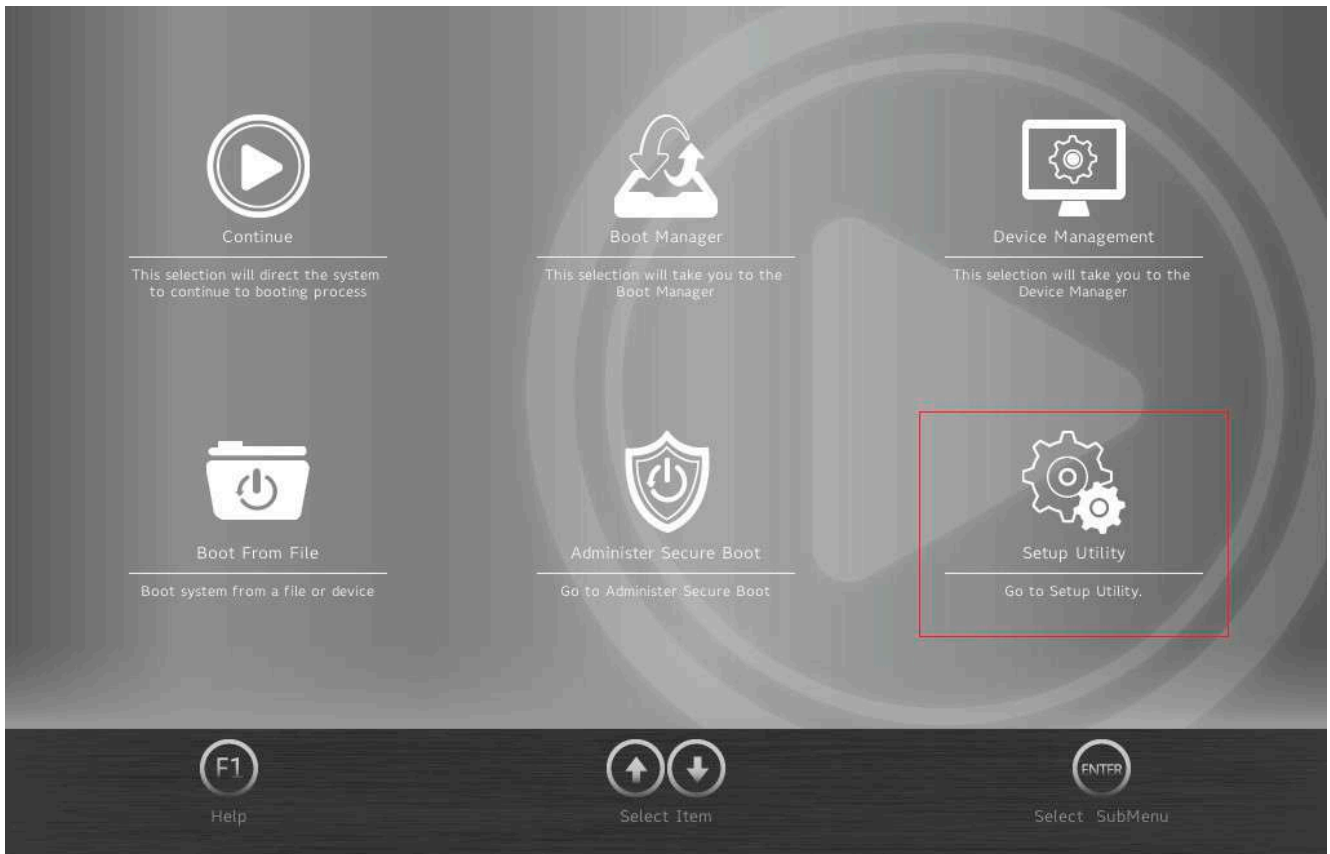 Continue
This selection will direct the system
to continue to booting process
Boot Manager
This selection will take you to the
Boot Manager
Device Management
This selection will take you to the
Device Manager
Boot From File
Boot system from a file or device
Administer Secure Boot
Go to Administer Secure Boot
Setup Utility
Go to Setup Utility.
F1
Help
Select Item
ENTER
Select SubMenu